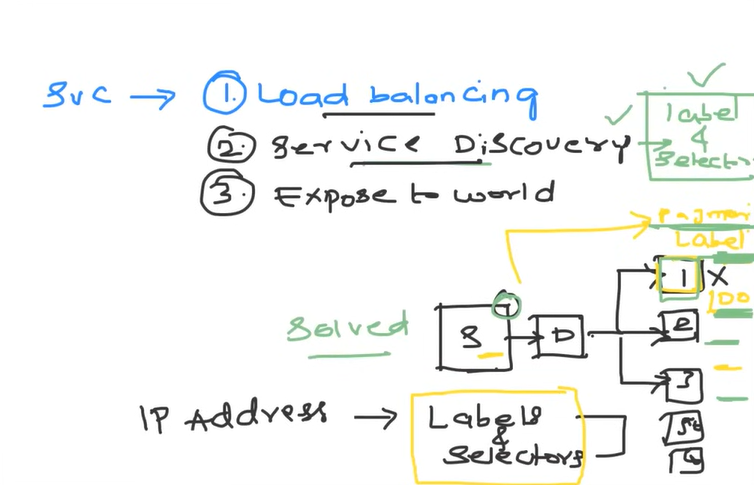 SVC → ① Load balancing
② Service Discovery →
③ Expose to world
label
&
selector
Label
1 X
100
Solved
S → D
2
3
IP Address → Labels
&
Selectors